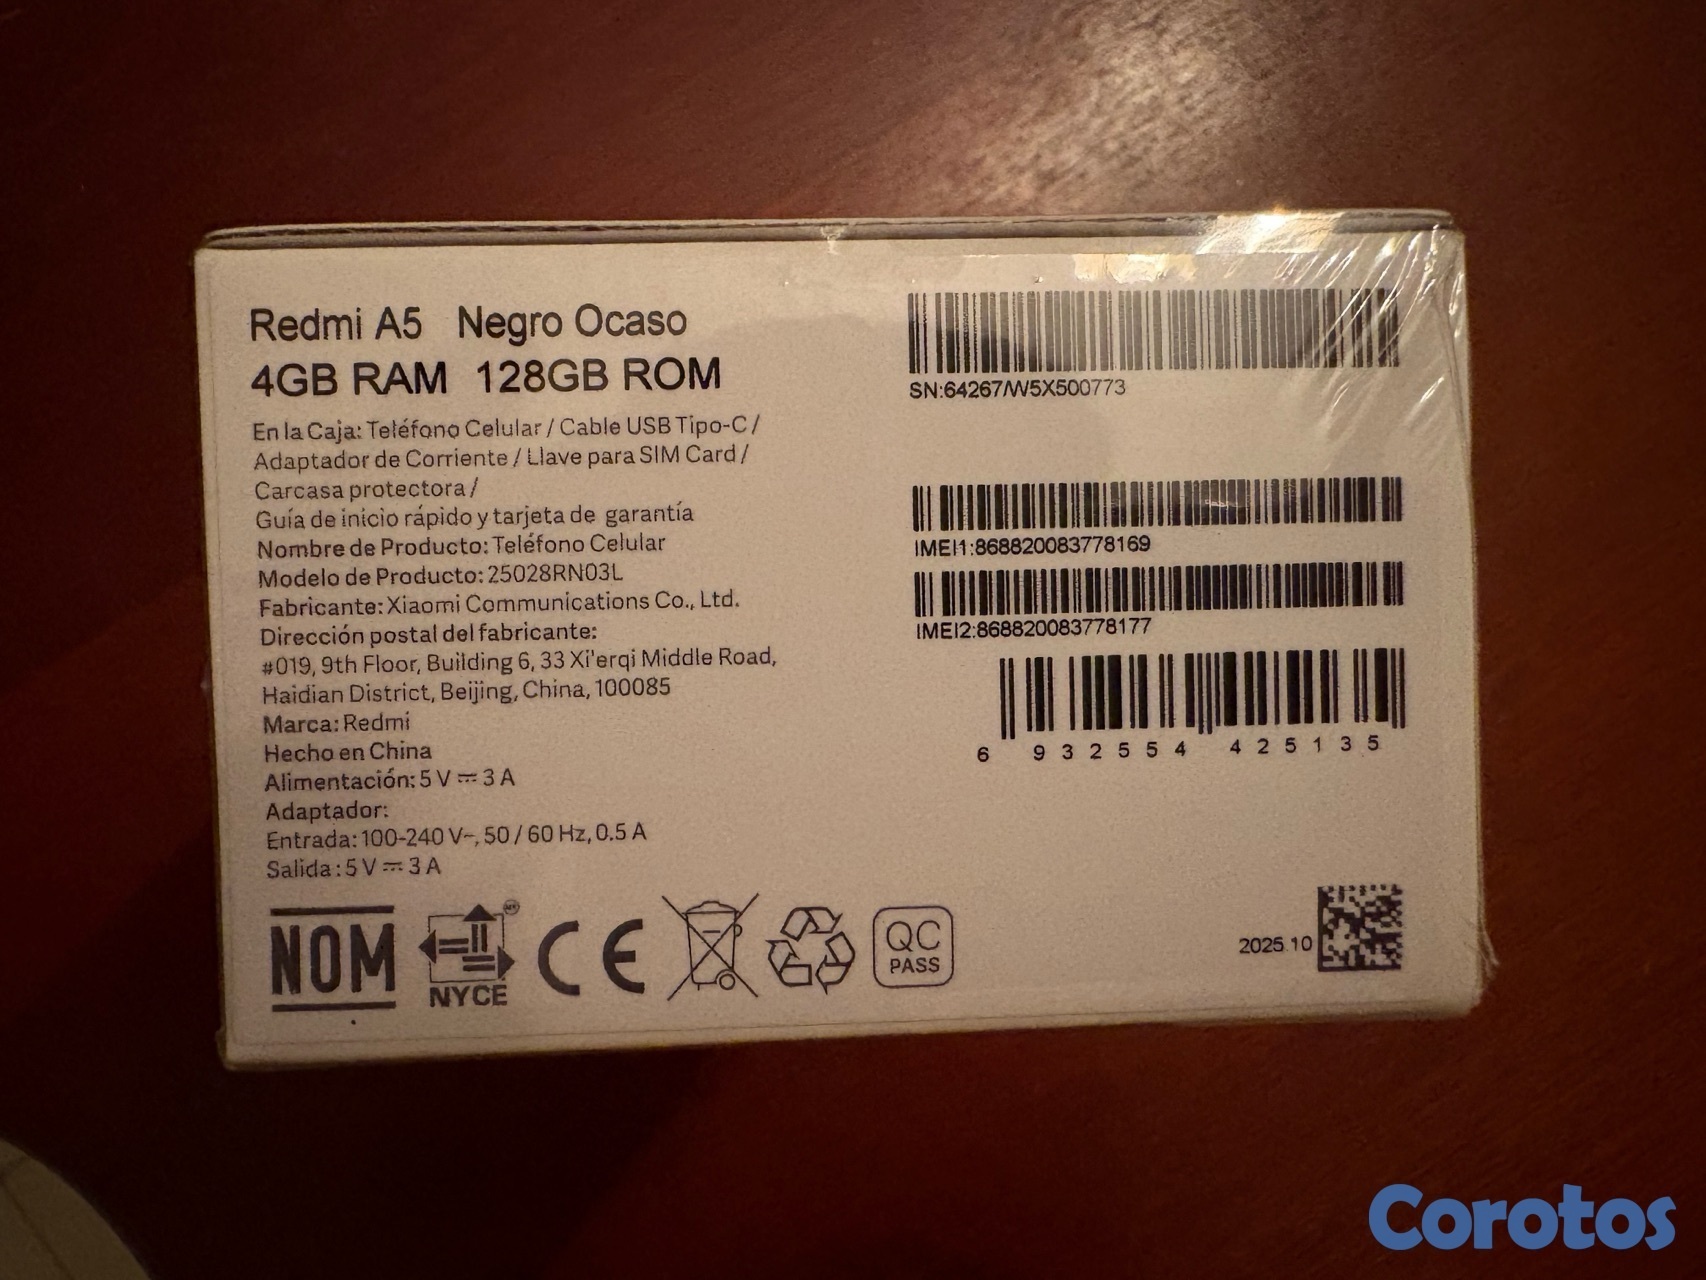 Redmi A5 Negro Ocaso
4GB RAM 128GB ROM
En la Caja: Teléfono Celular / Cable USB Tipo-C /
Adaptador de Corriente / Llave para SIM Card /
Carcasa protectora /
Guía de inicio rápido y tarjeta de garantía
Nombre de Producto: Teléfono Celular
Modelo de Producto: 25028RN03L
Fabricante: Xiaomi Communications Co., Ltd.
Dirección postal del fabricante:
#019, 9th Floor, Building 6, 33 Xi'erqi Middle Road,
Haidian District, Beijing, China, 100085
Marca: Redmi
Hecho en China
Alimentación: 5 V ⎓ 3 A
Adaptador:
Entrada: 100-240 V~, 50 / 60 Hz, 0.5 A
Salida : 5 V ⎓ 3 A
NOM
NYCE
CE
QC
PASS
SN:64267/W5X500773
IMEI1:868820083778169
IMEI2:868820083778177
6 932554 425135
2025.10
Corotos